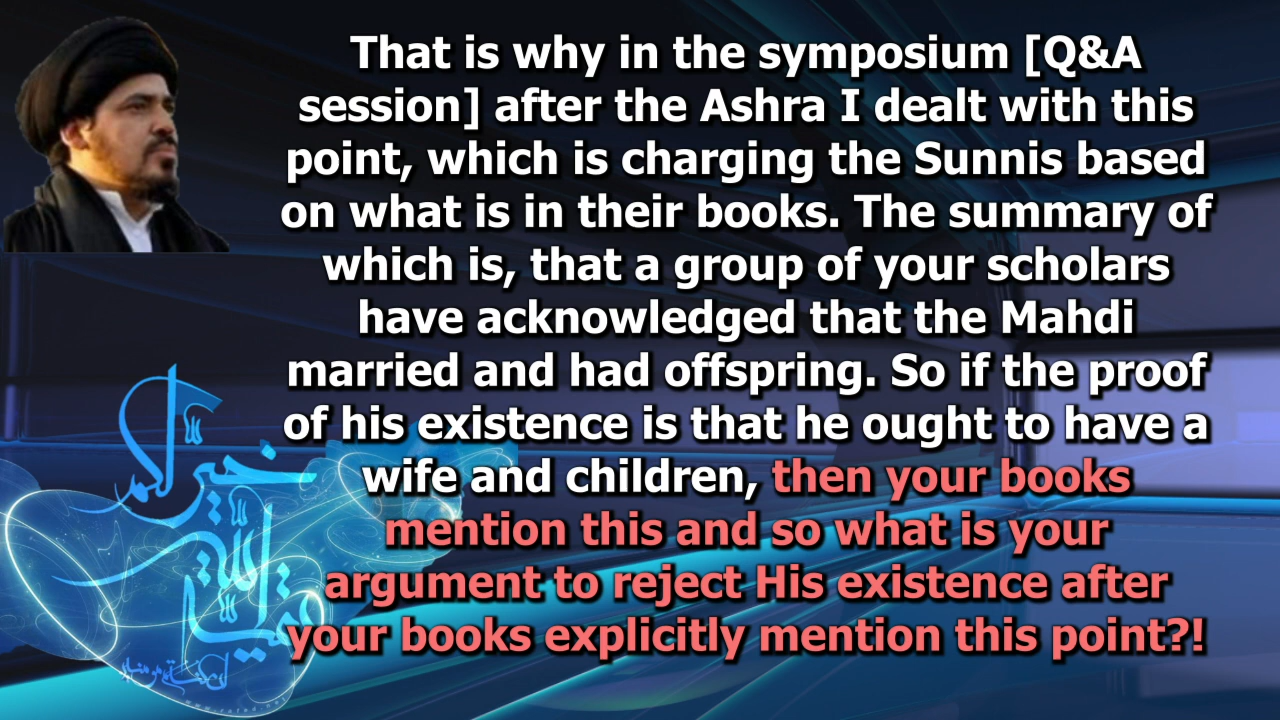 That is why in the symposium [Q&A
session] after the Ashra I dealt with this
point, which is charging the Sunnis based
on what is in their books. The summary of
which is, that a group of your scholars
have acknowledged that the Mahdi
married and had offspring. So if the proof
of his existence is that he ought to have a
wife and children, then your books
mention this and so what is your
argument to reject His existence after
your books explicitly mention this point?!
بقية الله خير لكم